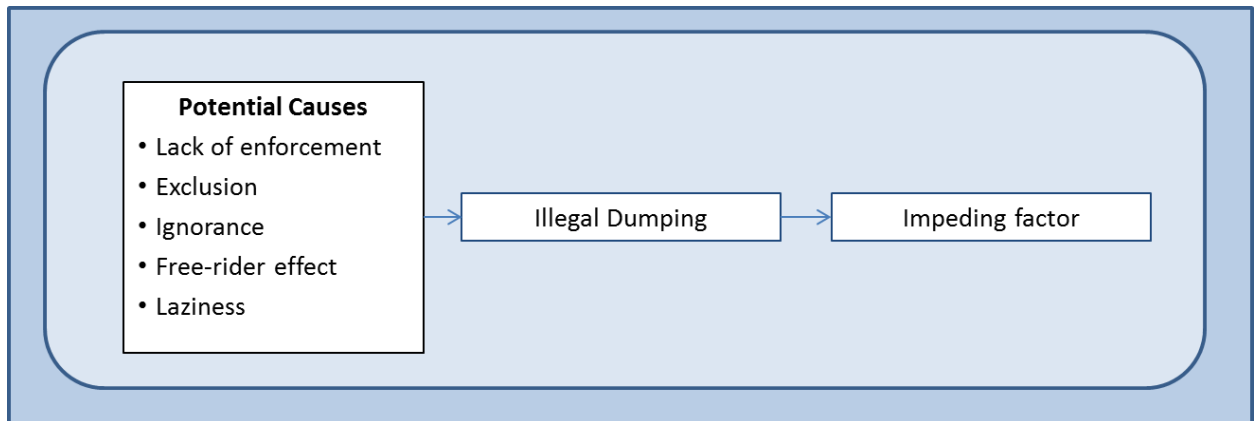 Potential Causes
• Lack of enforcement
• Exclusion
• Ignorance
• Free-rider effect
• Laziness
Illegal Dumping
Impeding factor